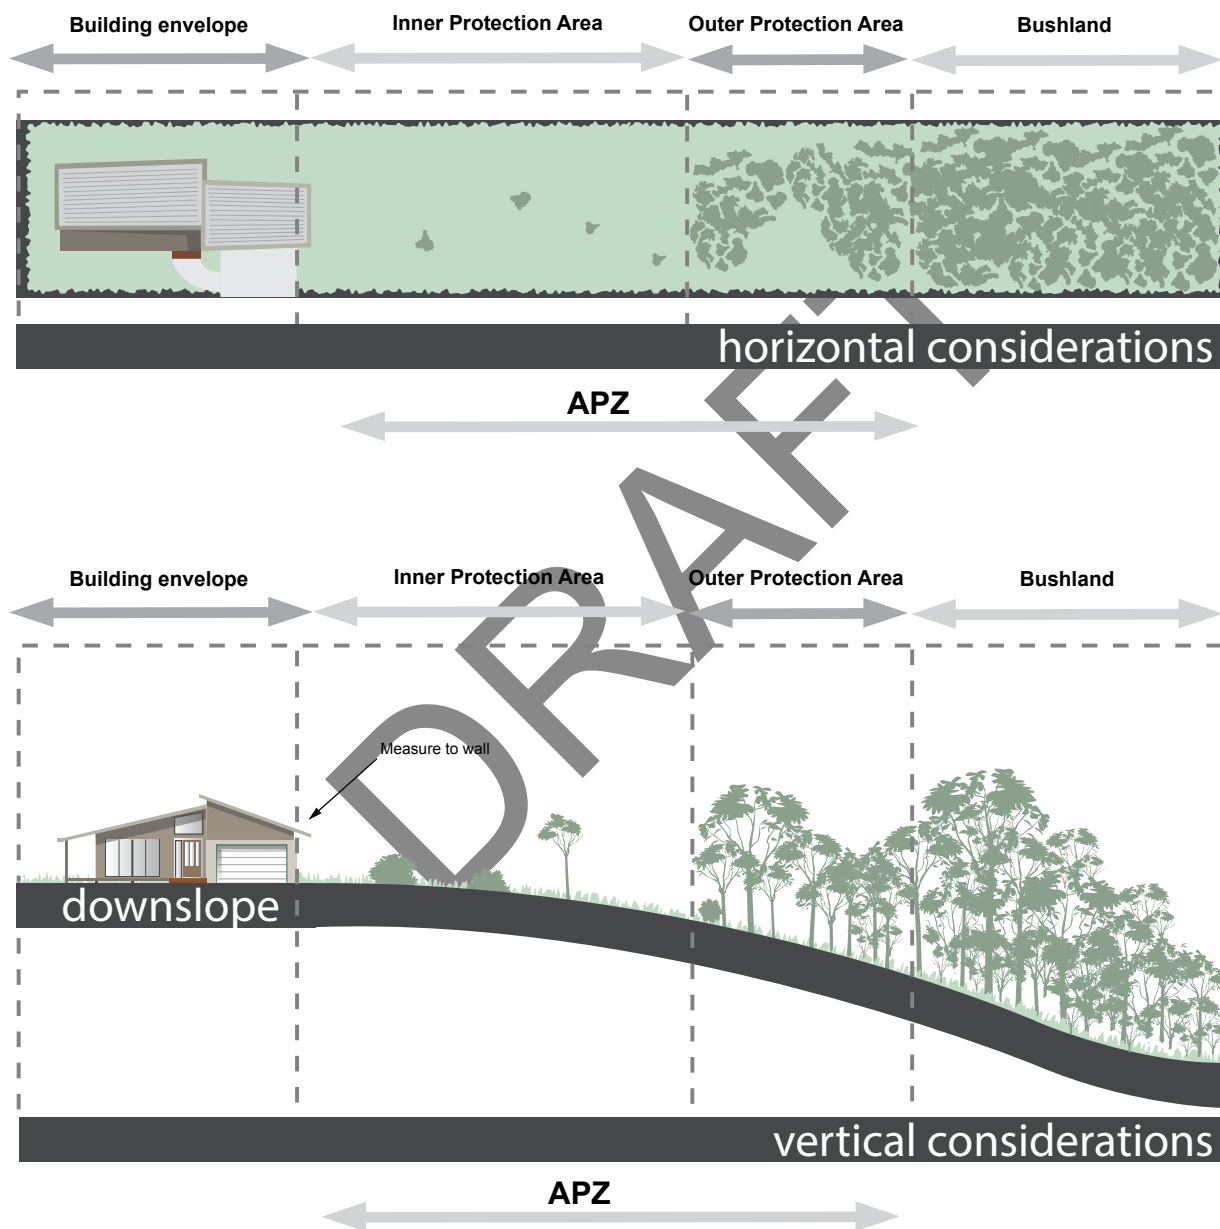 Building envelope
Inner Protection Area
Outer Protection Area
Bushland
horizontal considerations
APZ
DRAFT
Building envelope
Inner Protection Area
Outer Protection Area
Bushland
Measure to wall
downslope
vertical considerations
APZ